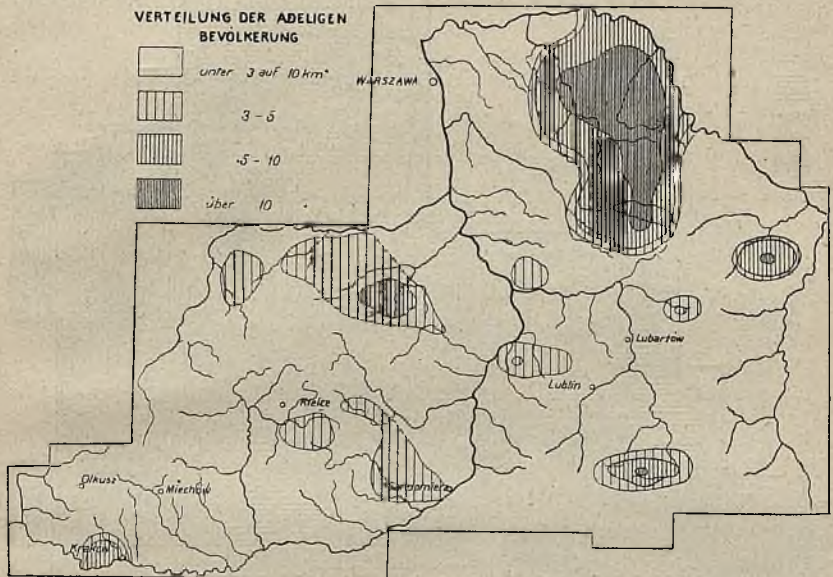 VERTEILUNG DER ADELIGEN
BEVÖLKERUNG
unter 3 auf 10 km²
3-5
5-10
über 10
WARSZAWA
Lubartów
Lublin
Kielce
Olkusz
Miechów
Sandomierz
Kraków